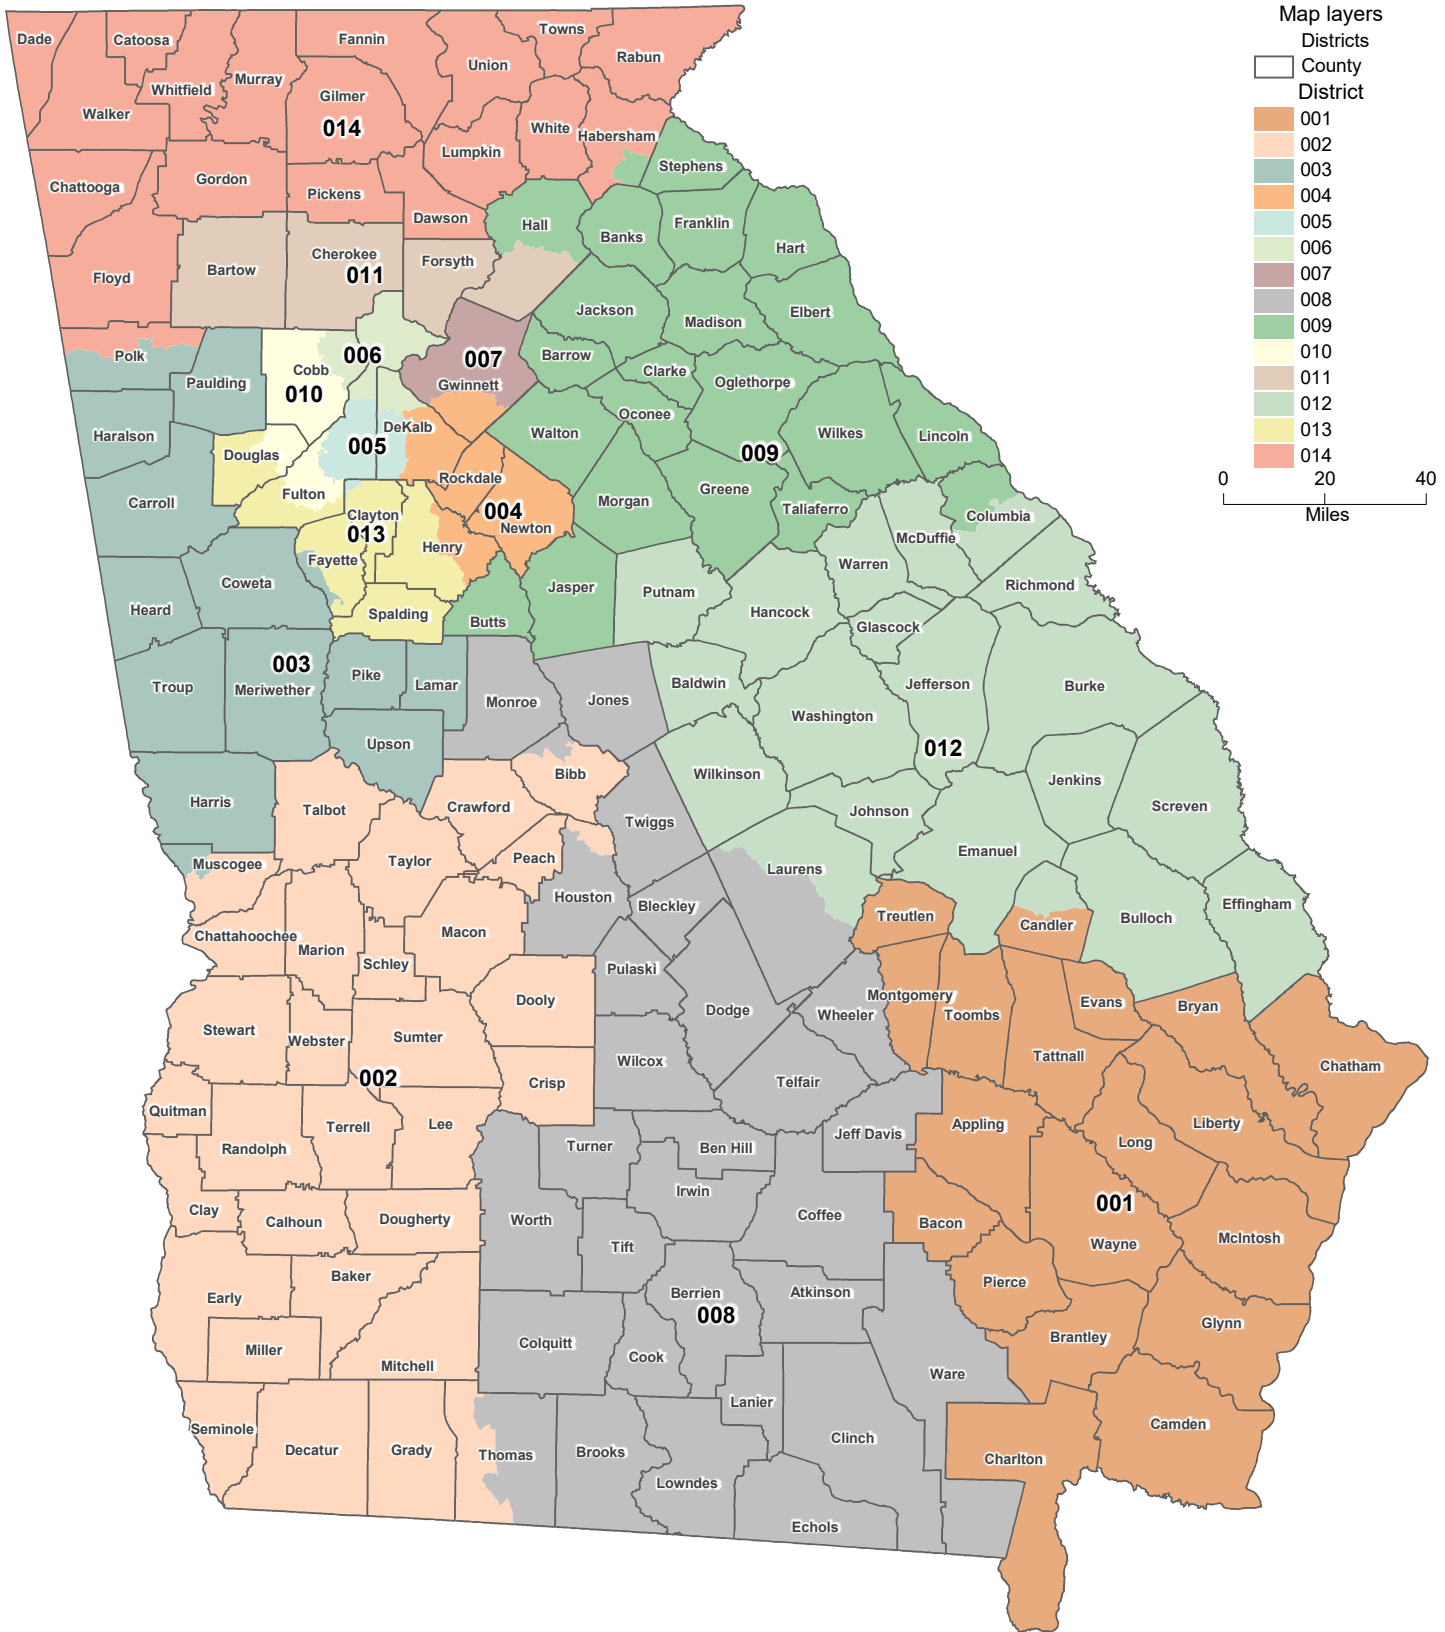 Map layers
Districts
County
District
001
002
003
004
005
006
007
008
009
010
011
012
013
014
0 20 40
Miles
Dade
Catoosa
Fannin
Towns
Rabun
Union
Whitfield
Murray
Gilmer
Walker
014
White
Habersham
Lumpkin
Stephens
Chattooga
Gordon
Pickens
Dawson
Hall
Banks
Franklin
Hart
Floyd
Bartow
Cherokee
011
Forsyth
Jackson
Madison
Elbert
Polk
Paulding
Cobb
010
006
007
Gwinnett
Barrow
Clarke
Oglethorpe
Oconee
Haralson
Douglas
005
DeKalb
Walton
009
Wilkes
Lincoln
Carroll
Fulton
Rockdale
004
Newton
Morgan
Greene
Taliaferro
Columbia
Clayton
013
Fayette
Henry
McDuffie
Warren
Richmond
Coweta
Heard
Spalding
Butts
Jasper
Putnam
Hancock
Glascock
003
Troup
Meriwether
Pike
Lamar
Monroe
Jones
Baldwin
Washington
Jefferson
Burke
012
Upson
Harris
Talbot
Crawford
Bibb
Twiggs
Wilkinson
Johnson
Jenkins
Screven
Muscogee
Taylor
Peach
Houston
Bleckley
Laurens
Emanuel
Treutlen
Candler
Bulloch
Effingham
Chattahoochee
Marion
Schley
Macon
Pulaski
Dooly
Dodge
Wheeler
Montgomery
Toombs
Evans
Bryan
Stewart
Webster
Sumter
002
Crisp
Wilcox
Telfair
Tattnall
Chatham
Quitman
Randolph
Terrell
Lee
Turner
Ben Hill
Jeff Davis
Appling
Long
Liberty
Irwin
Clay
Calhoun
Dougherty
Worth
Tift
Coffee
Bacon
001
Wayne
McIntosh
Early
Baker
Berrien
008
Atkinson
Pierce
Miller
Mitchell
Colquitt
Cook
Brantley
Glynn
Ware
Lanier
Seminole
Decatur
Grady
Thomas
Brooks
Lowndes
Clinch
Charlton
Camden
Echols